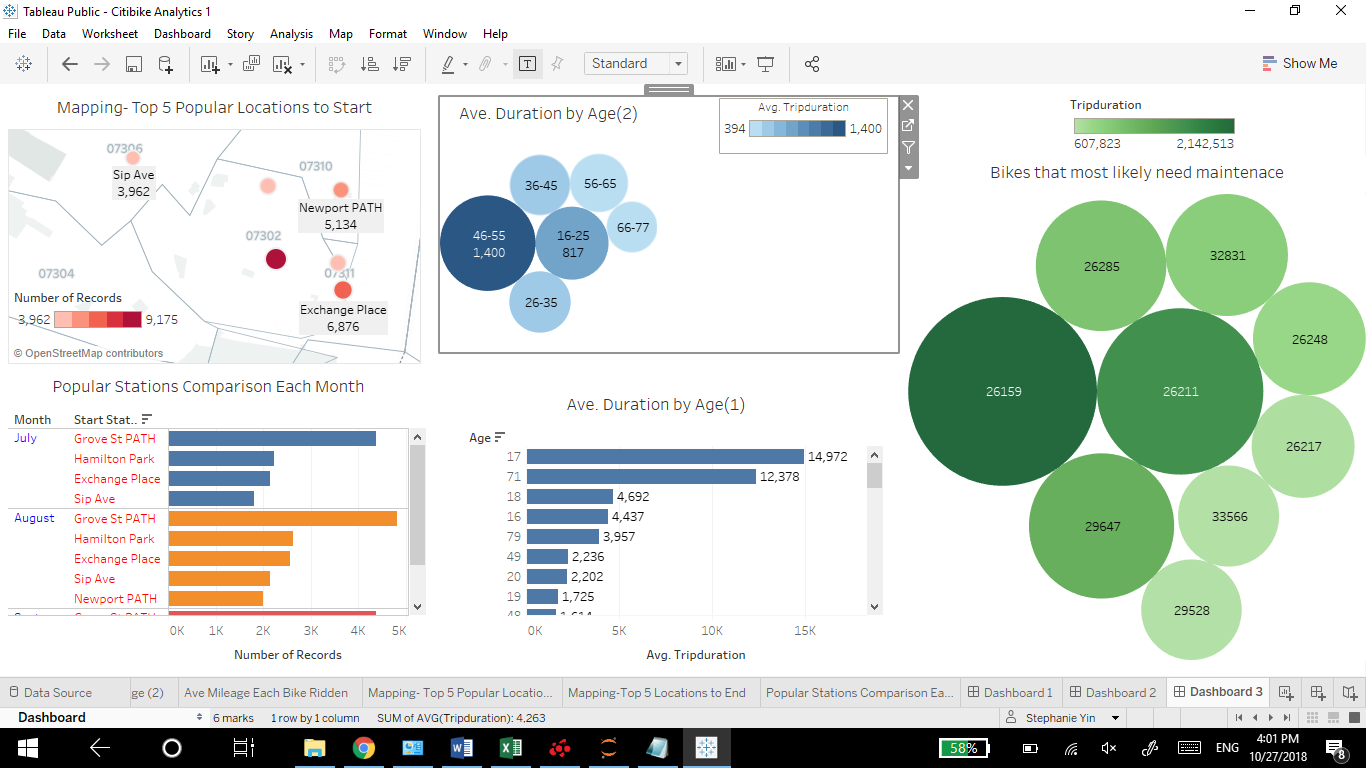 Tableau Public - Citibike Analytics 1
File Data Worksheet Dashboard Story Analysis Map Format Window Help
Standard
Show Me
Mapping- Top 5 Popular Locations to Start
07306
Sip Ave
3,962
07310
Newport PATH
5,134
07302
07304
07311
Exchange Place
6,876
Number of Records
3,962 9,175
© OpenStreetMap contributors
Ave. Duration by Age(2)
Avg. Tripduration
394 1,400
36-45
56-65
46-55
1,400
16-25
817
66-77
26-35
Tripduration
607,823 2,142,513
Bikes that most likely need maintenace
26285
32831
26248
26159
26211
26217
29647
33566
29528
Popular Stations Comparison Each Month
Month Start Stat..
July Grove St PATH
Hamilton Park
Exchange Place
Sip Ave
August Grove St PATH
Hamilton Park
Exchange Place
Sip Ave
Newport PATH
0K 1K 2K 3K 4K 5K
Number of Records
Ave. Duration by Age(1)
Age
17 14,972
71 12,378
18 4,692
16 4,437
79 3,957
49 2,236
20 2,202
19 1,725
48 1,614
0K 5K 10K 15K
Avg. Tripduration
Data Source ge (2) Ave Mileage Each Bike Ridden Mapping- Top 5 Popular Locatio... Mapping-Top 5 Locations to End Popular Stations Comparison Ea... Dashboard 1 Dashboard 2 Dashboard 3
Dashboard 6 marks 1 row by 1 column SUM of AVG(Tripduration): 4,263 Stephanie Yin
58% ENG 4:01 PM
10/27/2018 8